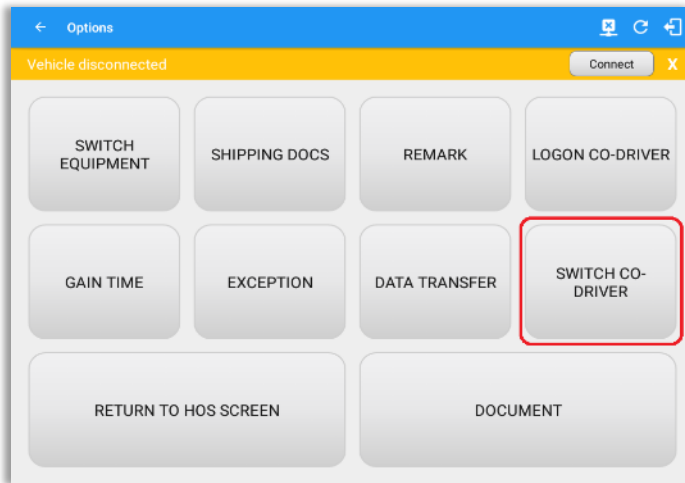 Options
Vehicle disconnected
Connect
X
SWITCH
EQUIPMENT
SHIPPING DOCS
REMARK
LOGON CO-DRIVER
GAIN TIME
EXCEPTION
DATA TRANSFER
SWITCH CO-
DRIVER
RETURN TO HOS SCREEN
DOCUMENT